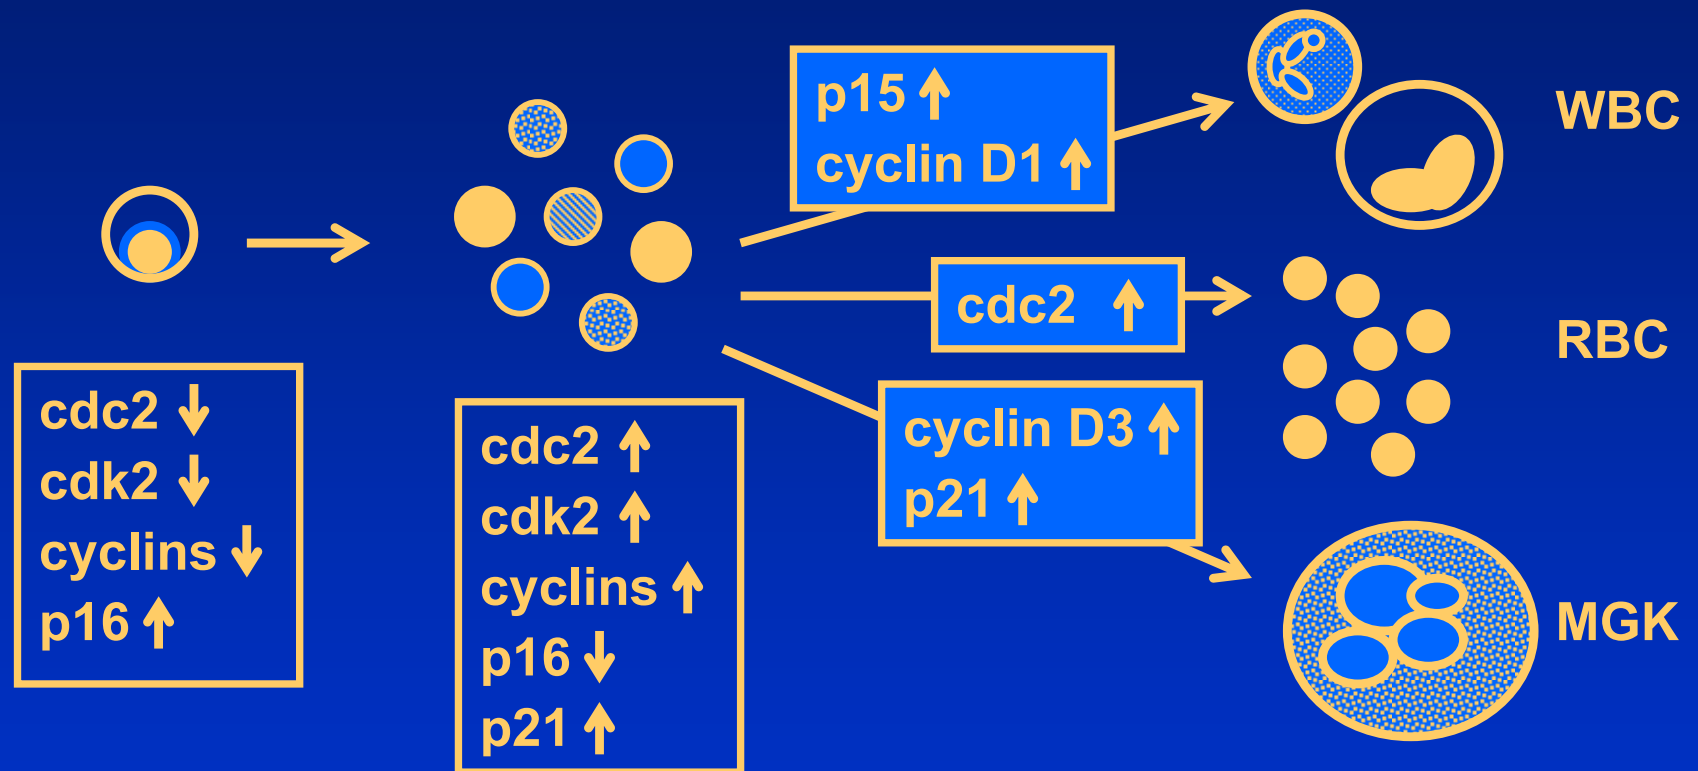 cdc2 ↓
cdk2 ↓
cyclins ↓
p16 ↑
cdc2 ↑
cdk2 ↑
cyclins ↑
p16 ↓
p21 ↑
p15 ↑
cyclin D1 ↑
cdc2 ↑
cyclin D3 ↑
p21 ↑
WBC
RBC
MGK